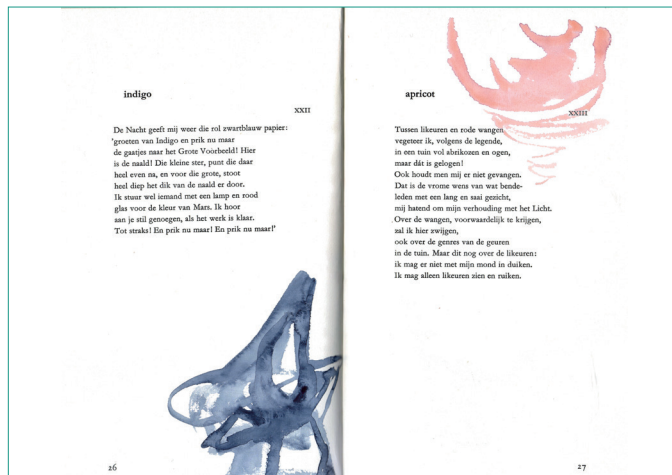 indigo
XXII
De Nacht geeft mij weer die rol zwartblauw papier:
'groeten van Indigo en prik nu maar
de gaatjes naar het Grote Voorbeeld! Hier
is de naald! Die kleine ster, punt die daar
heel even na, en voor die grote, stoot
heel diep het dik van de naald er door.
Ik stuur wel iemand met een lamp en rood
glas voor de kleur van Mars. Ik hoor
aan je stil genoegen, als het werk is klaar.
Tot straks! En prik nu maar! En prik nu maar!'
26
apricot
XXIII
Tussen likeuren en rode wangen
vegeteer ik, volgens de legende,
in een tuin vol abrikozen en ogen,
maar dát is gelogen!
Ook houdt men mij er niet gevangen.
Dat is de vrome wens van wat bende-
leden met een lang en saai gezicht,
mij hatend om mijn verhouding met het Licht.
Over de wangen, voorwaardelijk te krijgen,
zal ik hier zwijgen,
ook over de genres van de geuren
in de tuin. Maar dit nog over de likeuren:
ik mag er niet met mijn mond in duiken.
Ik mag alleen likeuren zien en ruiken.
27